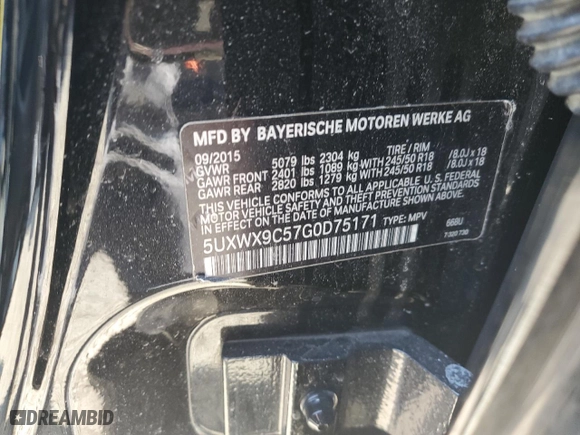 MFD BY BAYERISCHE MOTOREN WERKE AG
09/2015 TIRE / RIM
GVWR 5079 lbs 2304 kg
GAWR FRONT 2401 lbs 1089 kg WITH 245/50 R18 /8.0J x 18
GAWR REAR 2820 lbs 1279 kg WITH 245/50 R18 /8.0J x 18
THIS VEHICLE CONFORMS TO ALL APPLICABLE U.S. FEDERAL
MOTOR VEHICLE SAFETY AND THEFT PREVENTION STANDARDS
IN EFFECT ON THE DATE OF MANUFACTURE SHOWN ABOVE.
5UXWX9C57G0D75171 TYPE: MPV
668U
DREAMBID